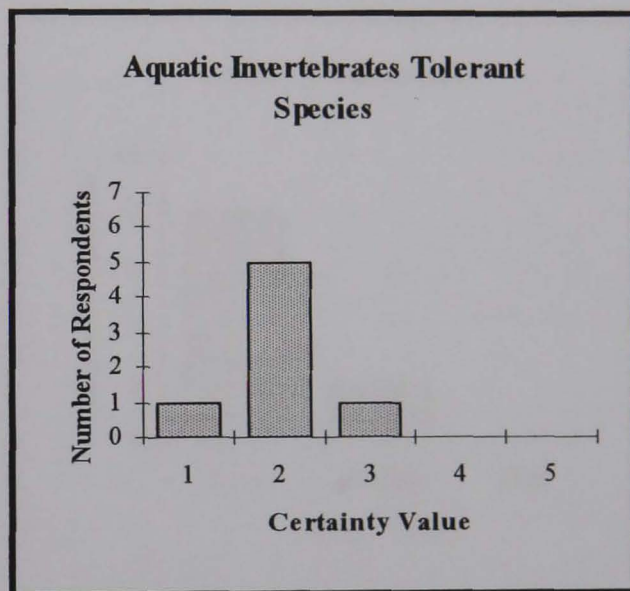 Aquatic Invertebrates Tolerant
Species
Number of Respondents
7
6
5
4
3
2
1
0
1 2 3 4 5
Certainty Value